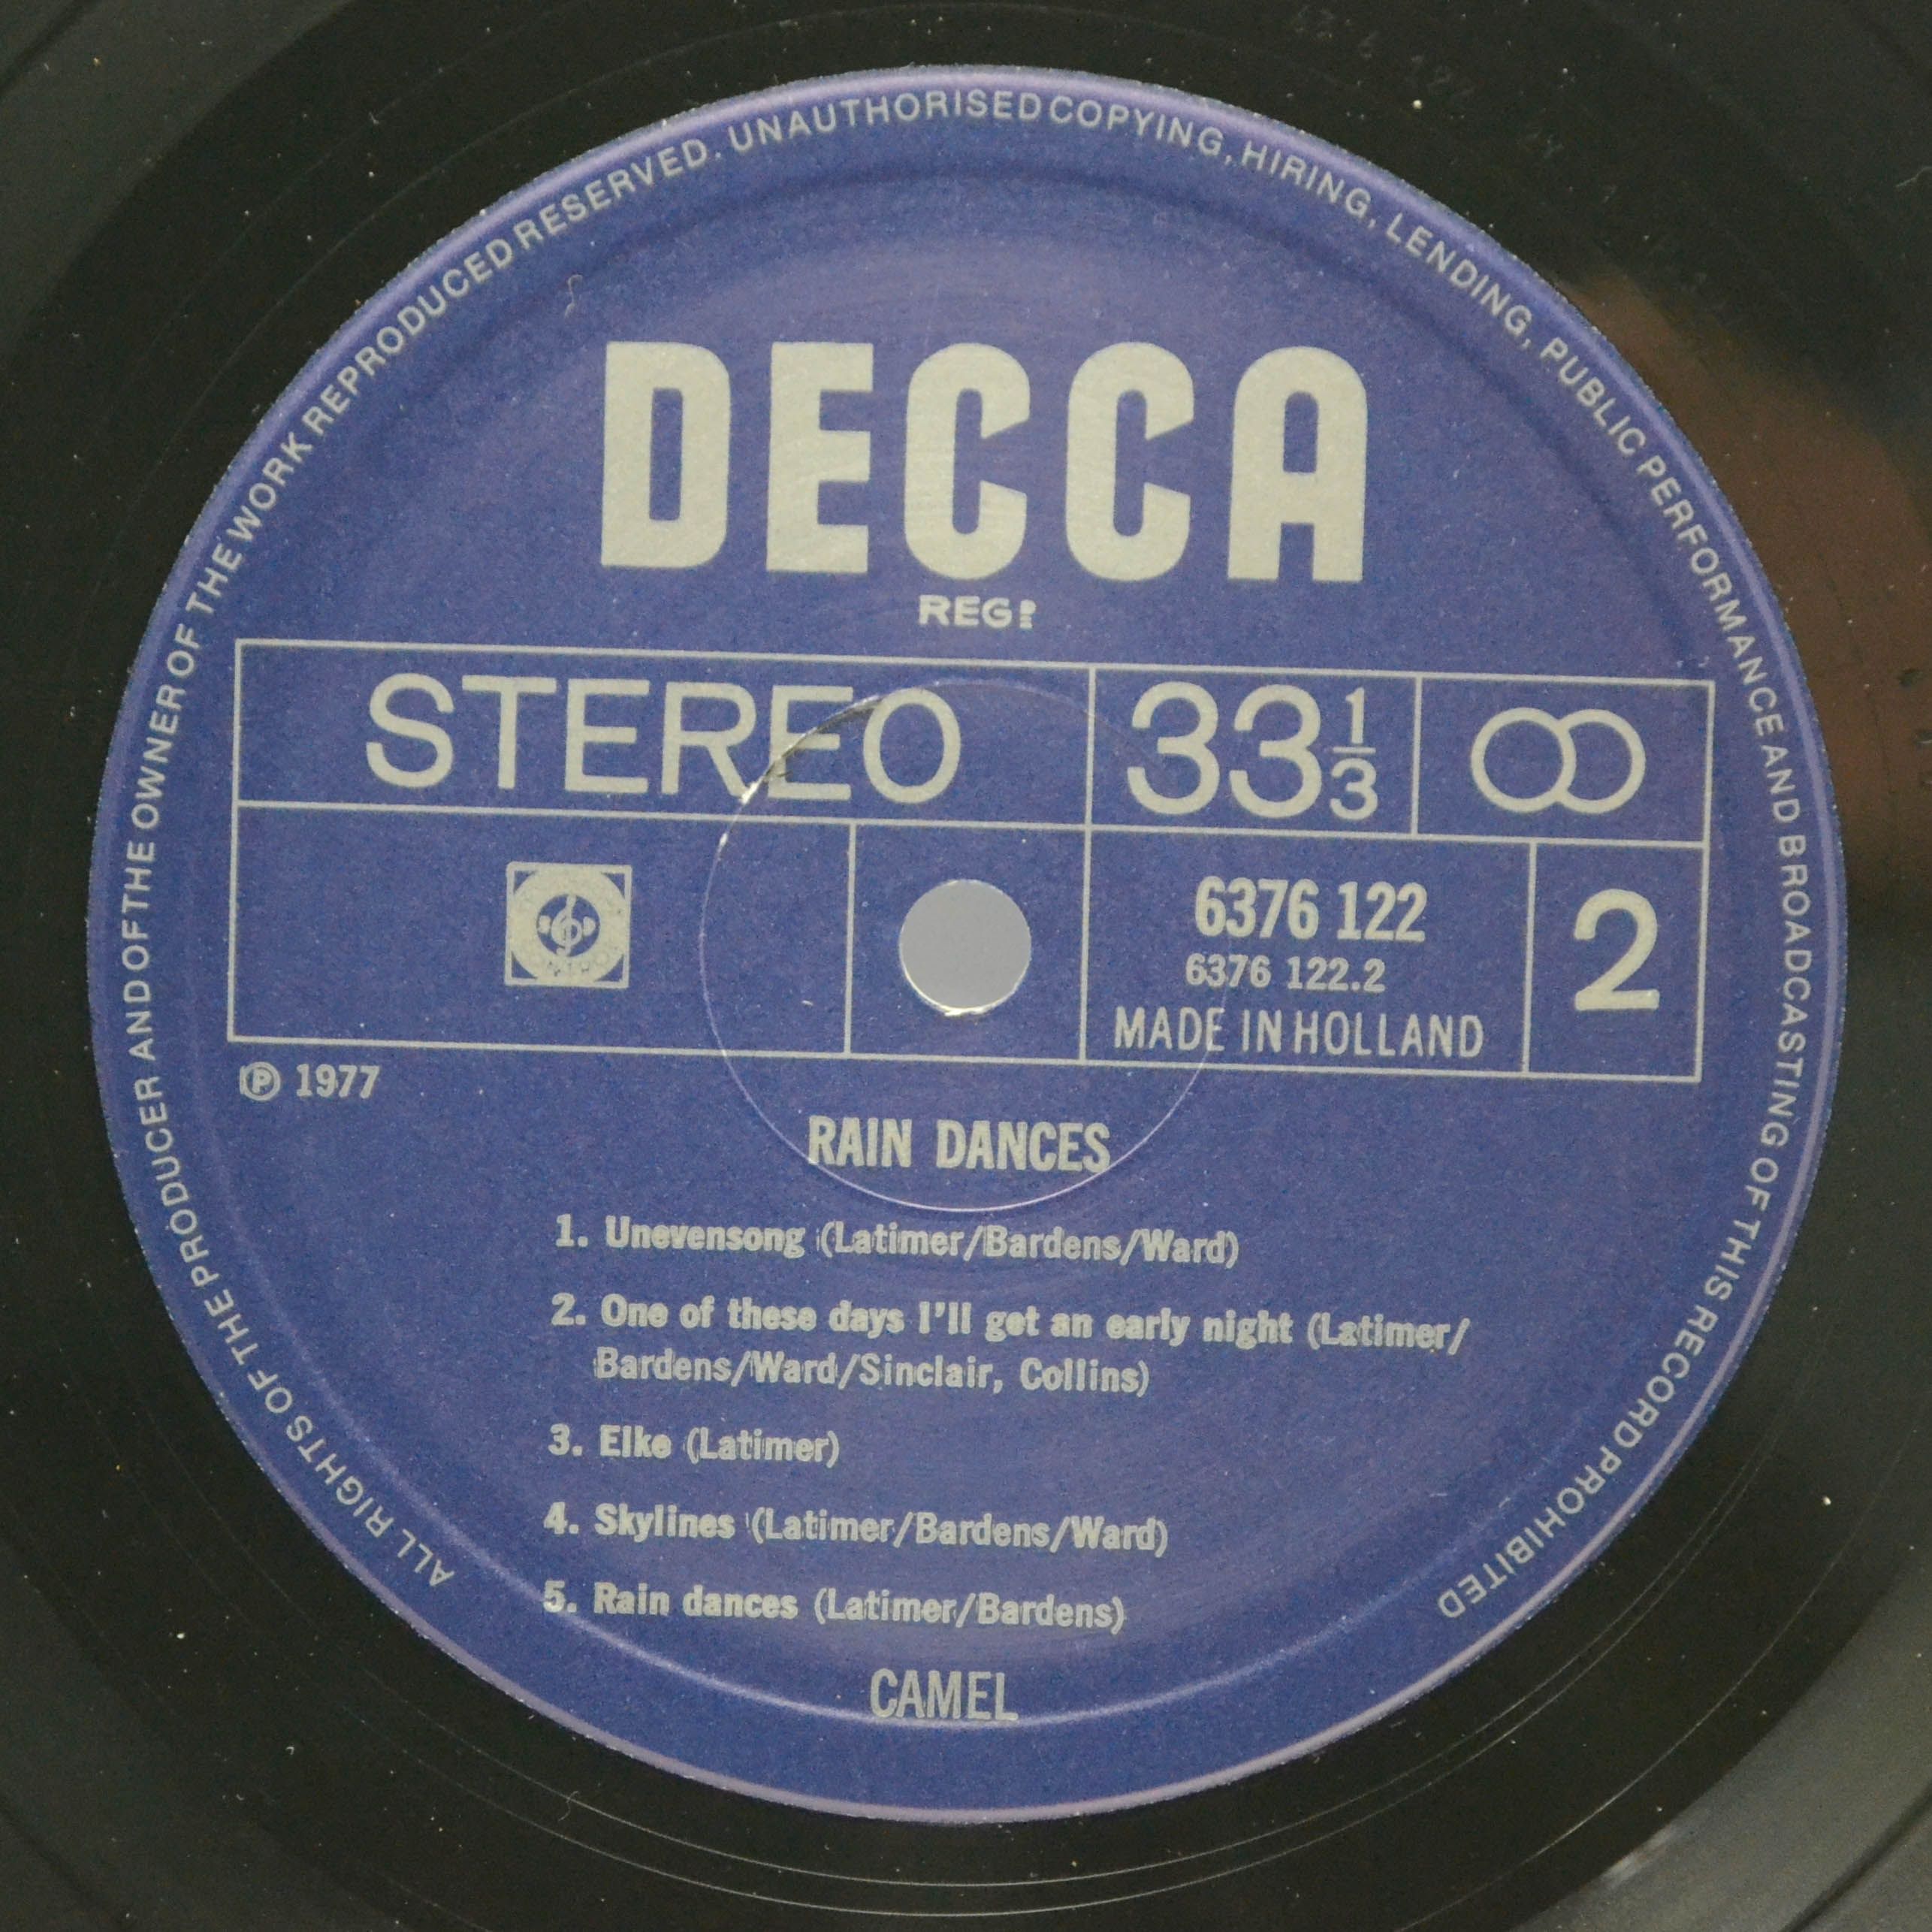 ALL RIGHTS OF THE PRODUCER AND OF THE OWNER OF THE WORK REPRODUCED RESERVED. UNAUTHORISED COPYING, HIRING, LENDING, PUBLIC PERFORMANCE AND BROADCASTING OF THIS RECORD PROHIBITED
DECCA
REGD
STEREO
33 1/3
6376 122
6376 122.2
MADE IN HOLLAND
2
℗ 1977
RAIN DANCES
1. Unevensong (Latimer/Bardens/Ward)
2. One of these days I'll get an early night (Latimer/
Bardens/Ward/Sinclair, Collins)
3. Elke (Latimer)
4. Skylines (Latimer/Bardens/Ward)
5. Rain dances (Latimer/Bardens)
CAMEL